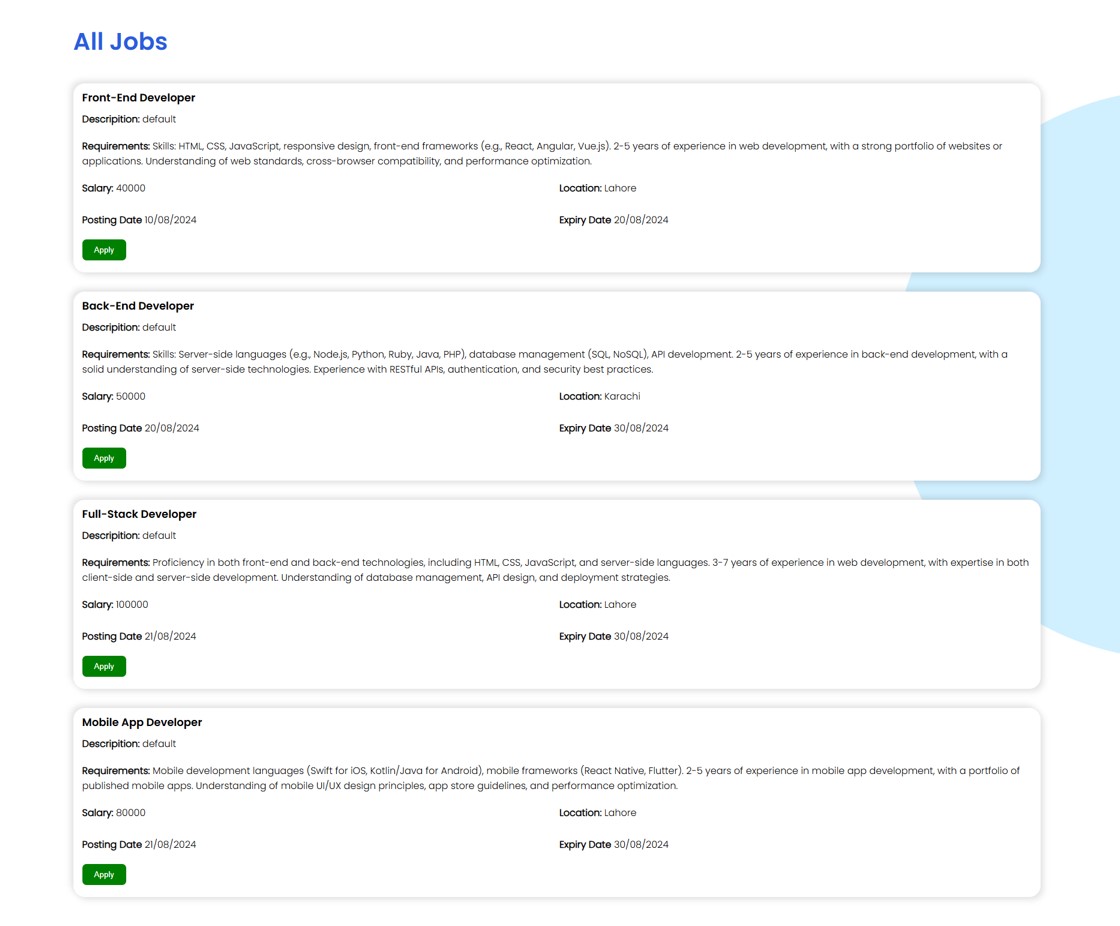 All Jobs
Front-End Developer
Descripition: default
Requirements: Skills: HTML, CSS, JavaScript, responsive design, front-end frameworks (e.g., React, Angular, Vue.js). 2-5 years of experience in web development, with a strong portfolio of websites or
applications. Understanding of web standards, cross-browser compatibility, and performance optimization.
Salary: 40000 Location: Lahore
Posting Date 10/08/2024 Expiry Date 20/08/2024
Apply
Back-End Developer
Descripition: default
Requirements: Skills: Server-side languages (e.g., Node.js, Python, Ruby, Java, PHP), database management (SQL, NoSQL), API development. 2-5 years of experience in back-end development, with a
solid understanding of server-side technologies. Experience with RESTful APIs, authentication, and security best practices.
Salary: 50000 Location: Karachi
Posting Date 20/08/2024 Expiry Date 30/08/2024
Apply
Full-Stack Developer
Descripition: default
Requirements: Proficiency in both front-end and back-end technologies, including HTML, CSS, JavaScript, and server-side languages. 3-7 years of experience in web development, with expertise in both
client-side and server-side development. Understanding of database management, API design, and deployment strategies.
Salary: 100000 Location: Lahore
Posting Date 21/08/2024 Expiry Date 30/08/2024
Apply
Mobile App Developer
Descripition: default
Requirements: Mobile development languages (Swift for iOS, Kotlin/Java for Android), mobile frameworks (React Native, Flutter). 2-5 years of experience in mobile app development, with a portfolio of
published mobile apps. Understanding of mobile UI/UX design principles, app store guidelines, and performance optimization.
Salary: 80000 Location: Lahore
Posting Date 21/08/2024 Expiry Date 30/08/2024
Apply